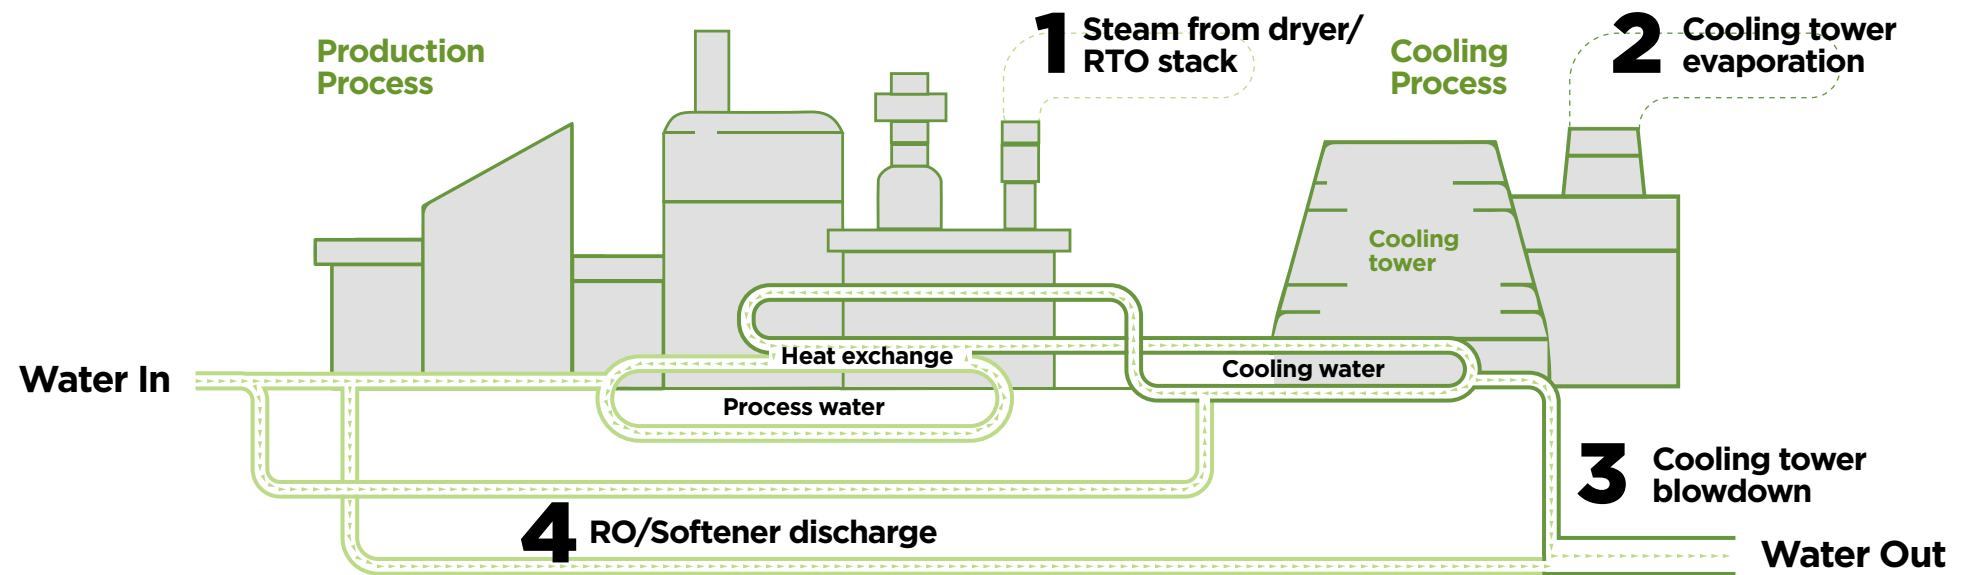 Production
Process
1
Steam from dryer/
RTO stack
Cooling
Process
2
Cooling tower
evaporation
Cooling
tower
Heat exchange
Cooling water
Water In
Process water
3
Cooling tower
blowdown
4
RO/Softener discharge
Water Out